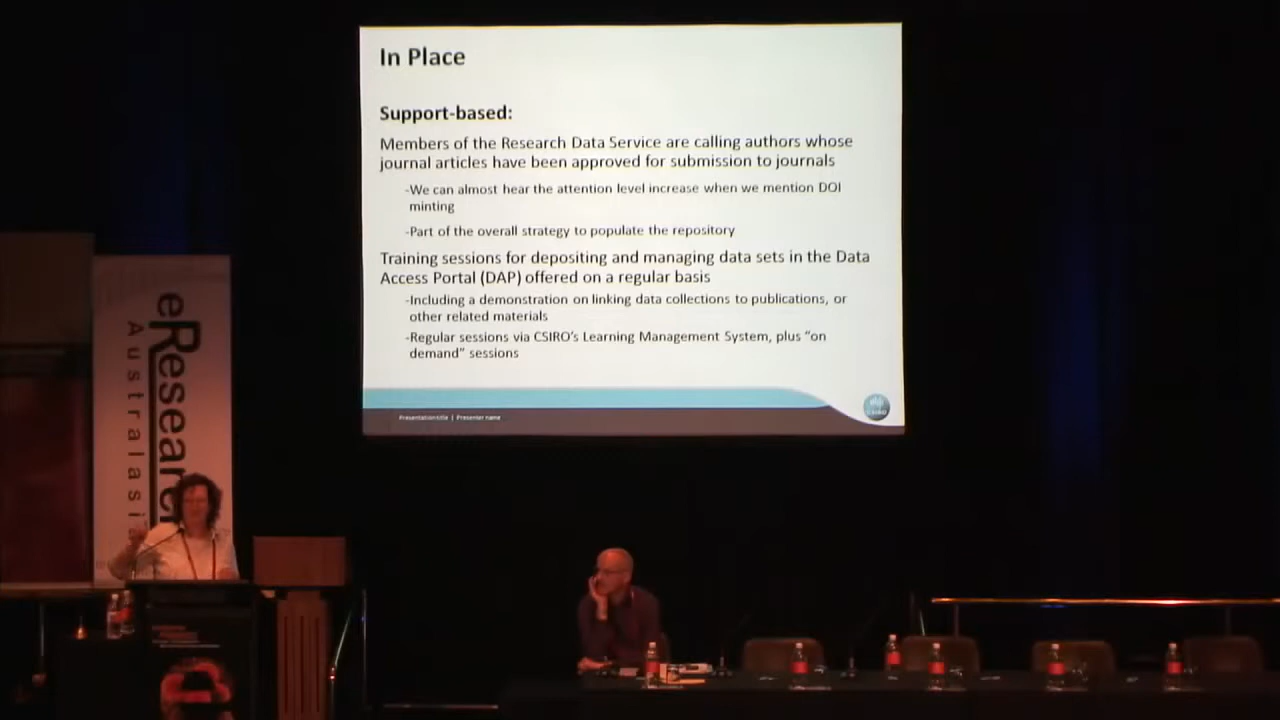 In Place
Support-based:
Members of the Research Data Service are calling authors whose
journal articles have been approved for submission to journals
-We can almost hear the attention level increase when we mention DOI
minting
-Part of the overall strategy to populate the repository
Training sessions for depositing and managing data sets in the Data
Access Portal (DAP) offered on a regular basis
-Including a demonstration on linking data collections to publications, or
other related materials
-Regular sessions via CSIRO's Learning Management System, plus "on
demand" sessions
Presentation title | Presenter name
CSIRO
eResearc
Australasi